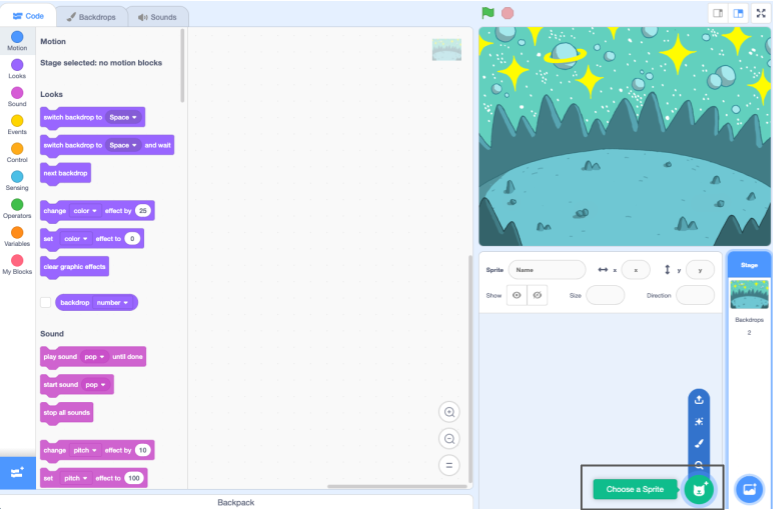 Code
Backdrops
Sounds
Motion
Looks
Sound
Events
Control
Sensing
Operators
Variables
My Blocks
Motion
Stage selected: no motion blocks
Looks
switch backdrop to Space
switch backdrop to Space and wait
next backdrop
change color effect by 25
set color effect to 0
clear graphic effects
backdrop number
Sound
play sound pop until done
start sound pop
stop all sounds
change pitch effect by 10
set pitch effect to 100
Backpack
Sprite Name x x y y
Show Size Direction
Choose a Sprite
Stage
Backdrops
2